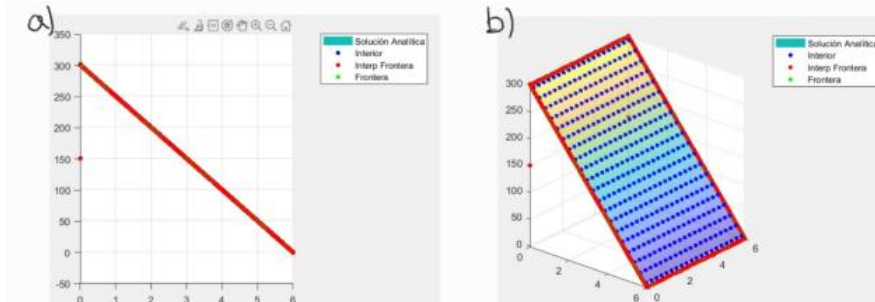 a)
350
300
250
200
150
100
50
0
-50
0 1 2 3 4 5 6
Solución Analítica
Interior
Interp Frontera
Frontera
b)
300
250
200
150
100
50
0
0
2
4
6
0
2
4
6
Solución Analítica
Interior
Interp Frontera
Frontera